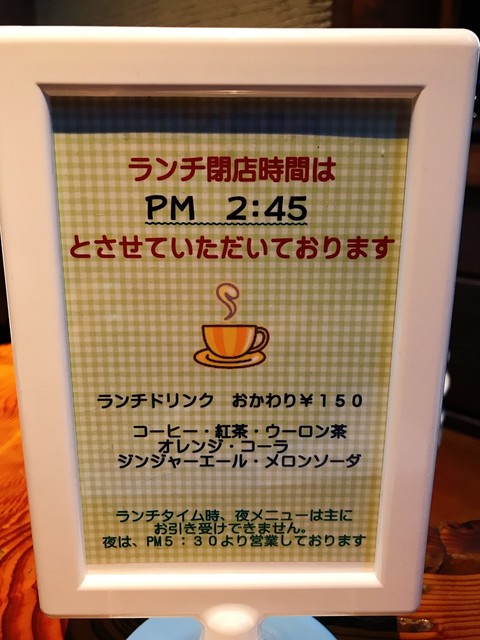 ランチ閉店時間は
PM 2:45
とさせていただいております
ランチドリンク おかわり¥150
コーヒー・紅茶・ウーロン茶
オレンジ・コーラ
ジンジャーエール・メロンソーダ
ランチタイム時、夜メニューは主に
お引き受けできません。
夜は、PM5:30より営業しております